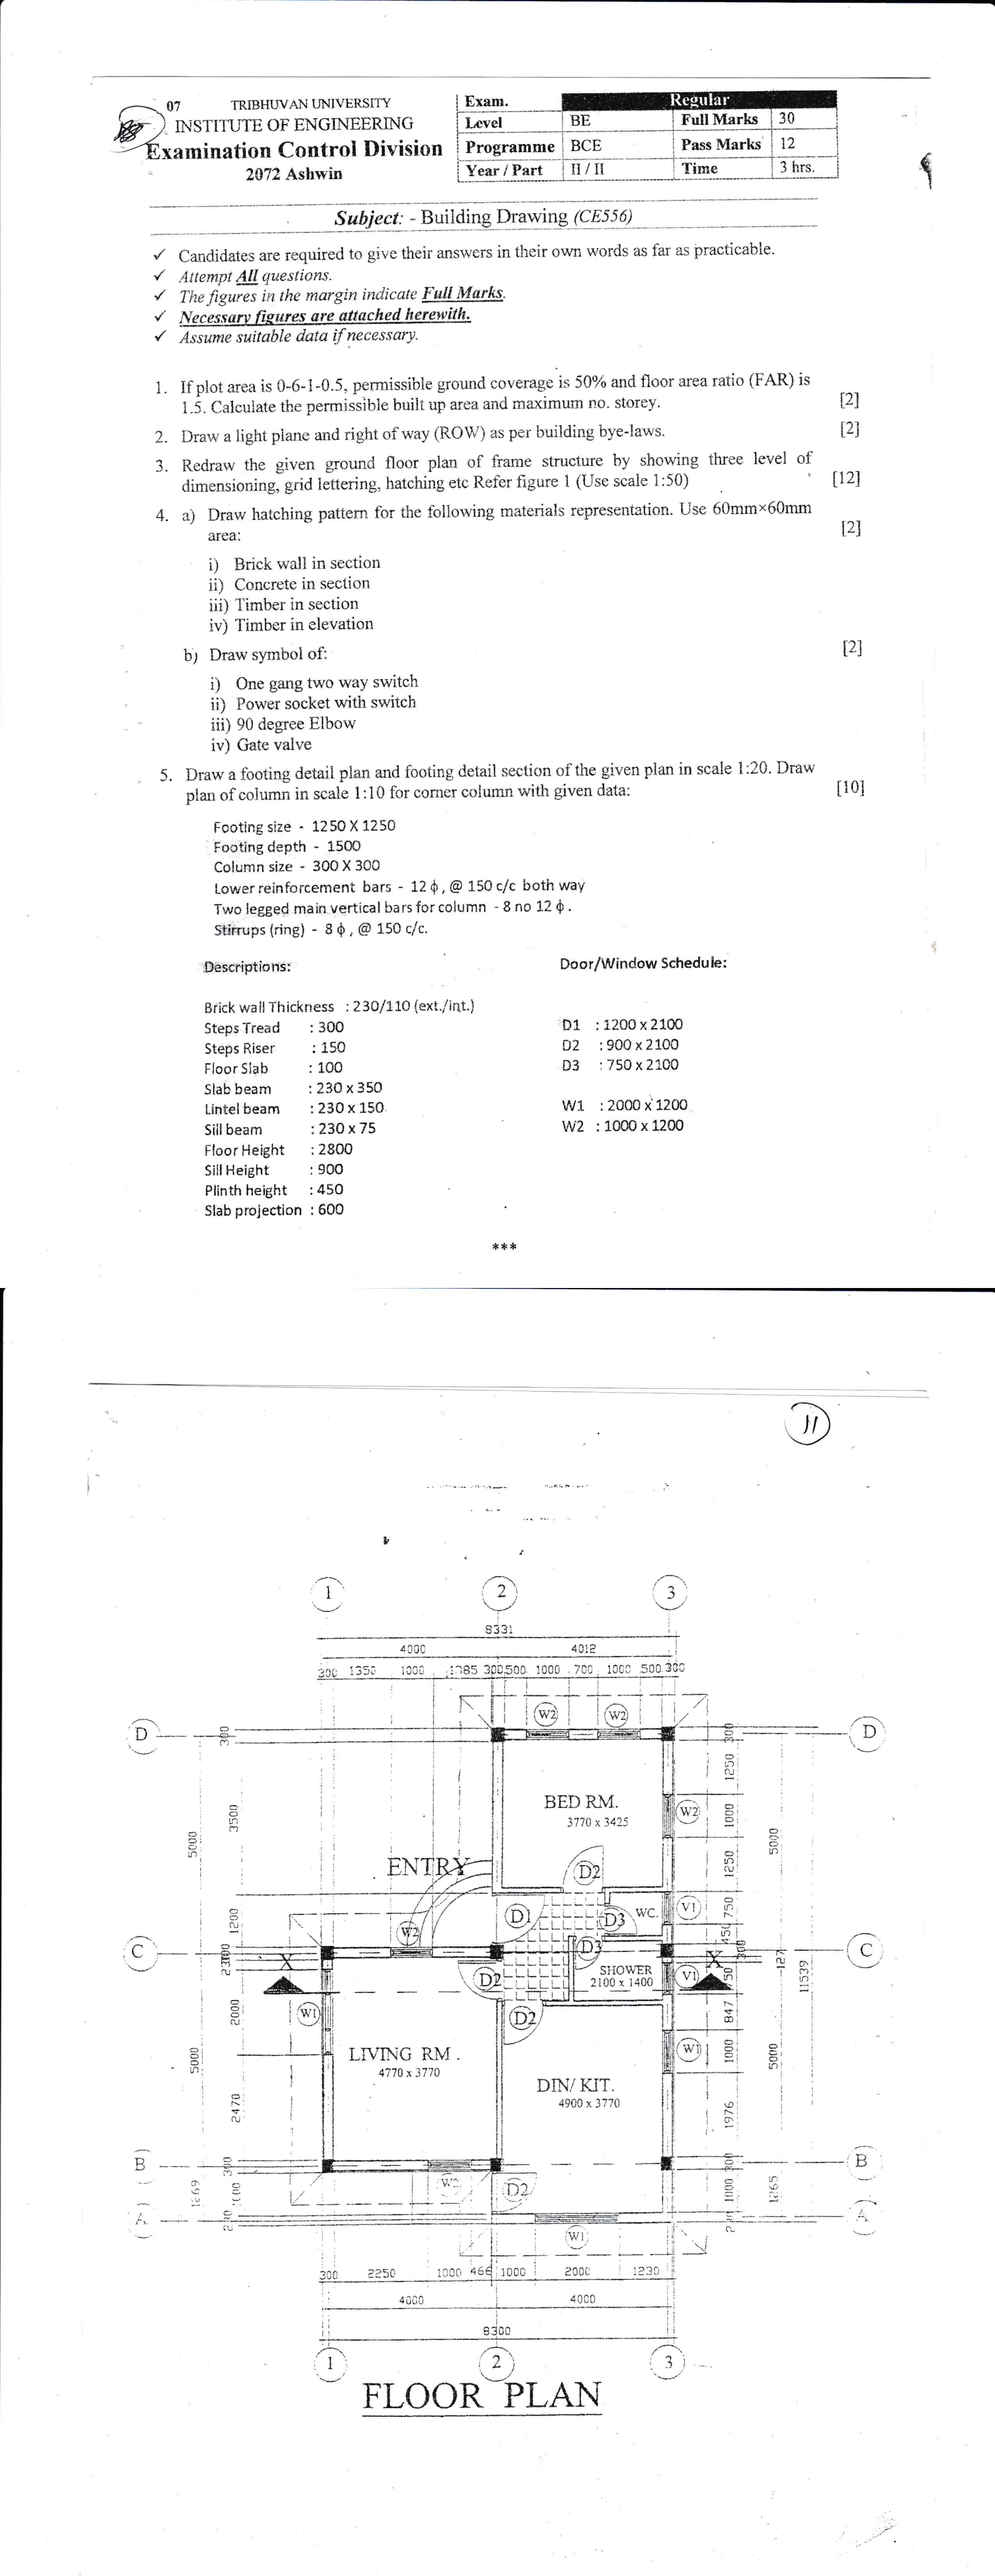 07 TRIBHUVAN UNIVERSITY
INSTITUTE OF ENGINEERING
Examination Control Division
2072 Ashwin
Exam. Regular
Level BE Full Marks 30
Programme BCE Pass Marks 12
Year / Part II / II Time 3 hrs.
Subject: - Building Drawing (CE556)
✓ Candidates are required to give their answers in their own words as far as practicable.
✓ Attempt All questions.
✓ The figures in the margin indicate Full Marks.
✓ Necessary figures are attached herewith.
✓ Assume suitable data if necessary.
1. If plot area is 0-6-1-0.5, permissible ground coverage is 50% and floor area ratio (FAR) is
1.5. Calculate the permissible built up area and maximum no. storey. [2]
2. Draw a light plane and right of way (ROW) as per building bye-laws. [2]
3. Redraw the given ground floor plan of frame structure by showing three level of
dimensioning, grid lettering, hatching etc Refer figure 1 (Use scale 1:50) [12]
4. a) Draw hatching pattern for the following materials representation. Use 60mm×60mm
area: [2]
i) Brick wall in section
ii) Concrete in section
iii) Timber in section
iv) Timber in elevation
b) Draw symbol of: [2]
i) One gang two way switch
ii) Power socket with switch
iii) 90 degree Elbow
iv) Gate valve
5. Draw a footing detail plan and footing detail section of the given plan in scale 1:20. Draw
plan of column in scale 1:10 for corner column with given data: [10]
Footing size - 1250 X 1250
Footing depth - 1500
Column size - 300 X 300
Lower reinforcement bars - 12 ϕ , @ 150 c/c both way
Two legged main vertical bars for column - 8 no 12 ϕ .
Stirrups (ring) - 8 ϕ , @ 150 c/c.
Descriptions: Door/Window Schedule:
Brick wall Thickness : 230/110 (ext./int.)
Steps Tread : 300 D1 : 1200 x 2100
Steps Riser : 150 D2 : 900 x 2100
Floor Slab : 100 D3 : 750 x 2100
Slab beam : 230 x 350
Lintel beam : 230 x 150 W1 : 2000 x 1200
Sill beam : 230 x 75 W2 : 1000 x 1200
Floor Height : 2800
Sill Height : 900
Plinth height : 450
Slab projection : 600
***
1 2 3
8331
4000 4012
300 1350 1000 1385 300 500 1000 700 1000 500 300
W2 W2
D D
300 300
BED RM.
3770 x 3425
1250
W2 1000
3500
5000 5000
1250
ENTRY D2
D1 D3 WC. V1 750
1200 W2 450
C C
X D3 X 300
D2 SHOWER V1 750
2100 x 1400
127
11539
W1 2000 D2 847
LIVING RM.
4770 x 3770
W1 1000
5000 5000
DIN/ KIT.
4900 x 3770
2470 1976
B B
300 300
W2 D2
1269 1000 1265
A A
W1
300 2250 1000 466 1000 2000 1230
4000 4000
8300
1 2 3
FLOOR PLAN